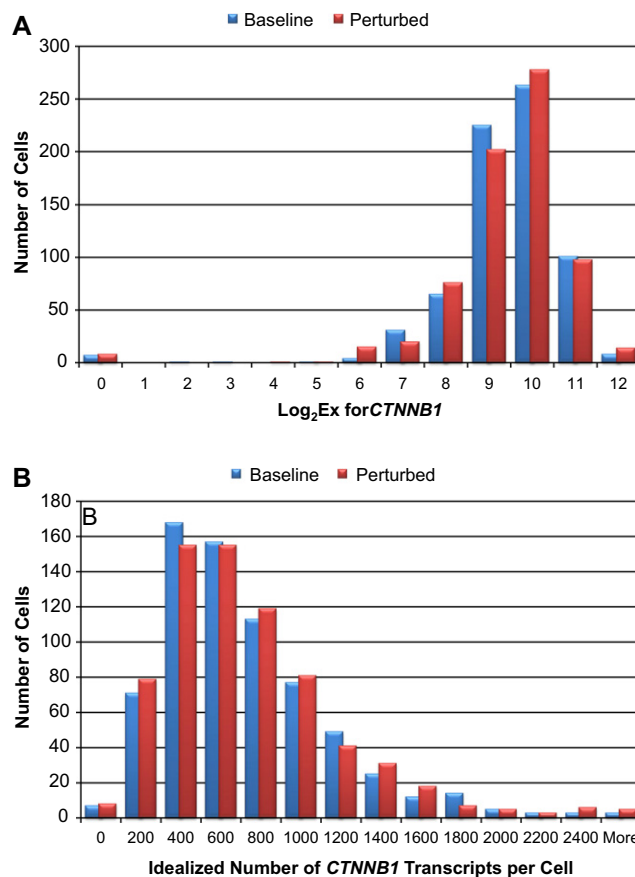 A
Baseline Perturbed
300
250
200
150
100
50
0
Number of Cells
0 1 2 3 4 5 6 7 8 9 10 11 12
Log₂Ex forCTNNB1
B
Baseline Perturbed
B
180
160
140
120
100
80
60
40
20
0
Number of Cells
0 200 400 600 800 1000 1200 1400 1600 1800 2000 2200 2400 More
Idealized Number of CTNNB1 Transcripts per Cell